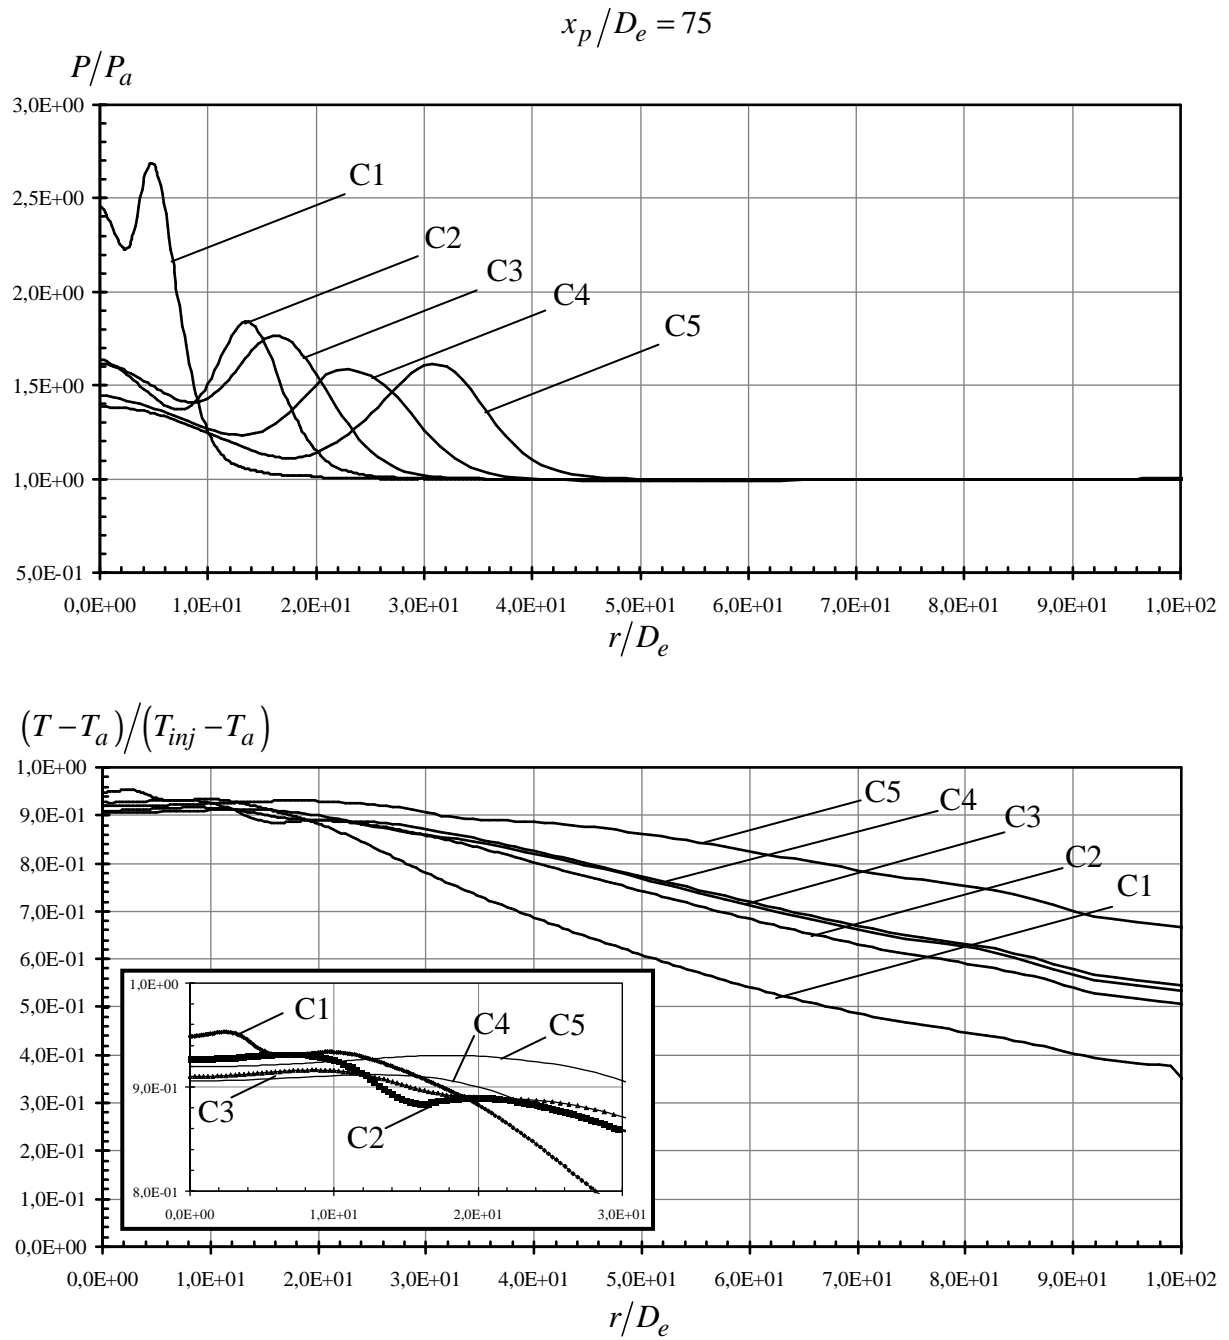 x_p/D_e = 75
P/P_a
3,0E+00
C1
2,5E+00
C2
C3
2,0E+00
C4
C5
1,5E+00
1,0E+00
5,0E-01
0,0E+00 1,0E+01 2,0E+01 3,0E+01 4,0E+01 5,0E+01 6,0E+01 7,0E+01 8,0E+01 9,0E+01 1,0E+02
r/D_e
(T − T_a)/(T_inj − T_a)
1,0E+00
C5 C4 C3
9,0E-01
C2
8,0E-01
C1
7,0E-01
6,0E-01
5,0E-01
4,0E-01
3,0E-01
2,0E-01
1,0E-01
0,0E+00
1,0E+00
C1 C4 C5
9,0E-01
C3
C2
8,0E-01
0,0E+00 1,0E+01 2,0E+01 3,0E+01
0,0E+00 1,0E+01 2,0E+01 3,0E+01 4,0E+01 5,0E+01 6,0E+01 7,0E+01 8,0E+01 9,0E+01 1,0E+02
r/D_e